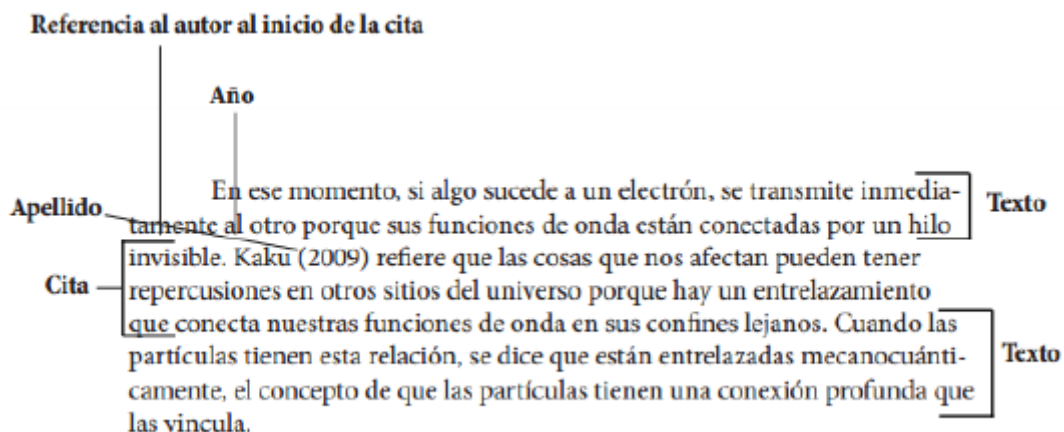 Referencia al autor al inicio de la cita
Año
Apellido
Cita
En ese momento, si algo sucede a un electrón, se transmite inmedia-
tamente al otro porque sus funciones de onda están conectadas por un hilo
invisible. Kaku (2009) refiere que las cosas que nos afectan pueden tener
repercusiones en otros sitios del universo porque hay un entrelazamiento
que conecta nuestras funciones de onda en sus confines lejanos. Cuando las
partículas tienen esta relación, se dice que están entrelazadas mecanocuánti-
camente, el concepto de que las partículas tienen una conexión profunda que
las vincula.
Texto
Texto